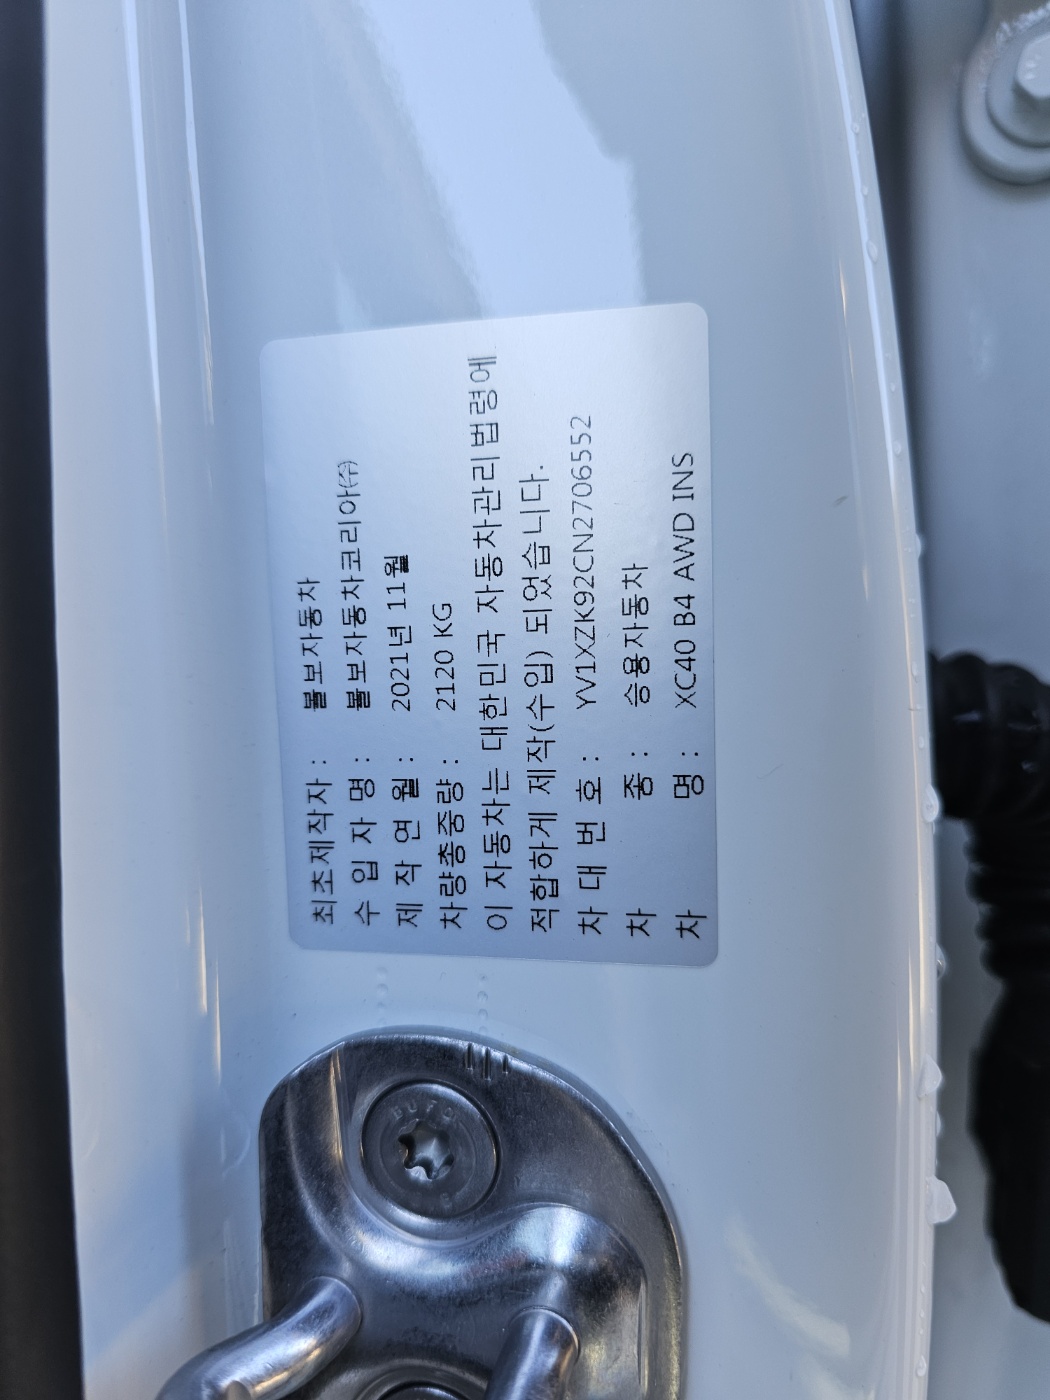 최초제작자 : 볼보자동차
수 입 자 명 : 볼보자동차코리아㈜
제 작 연 월 : 2021년 11월
차량총중량 : 2120 KG
이 자동차는 대한민국 자동차관리법령에
적합하게 제작(수입) 되었습니다.
차 대 번 호 : YV1XZK92CN2706552
차 종 : 승용자동차
차 명 : XC40 B4 AWD INS